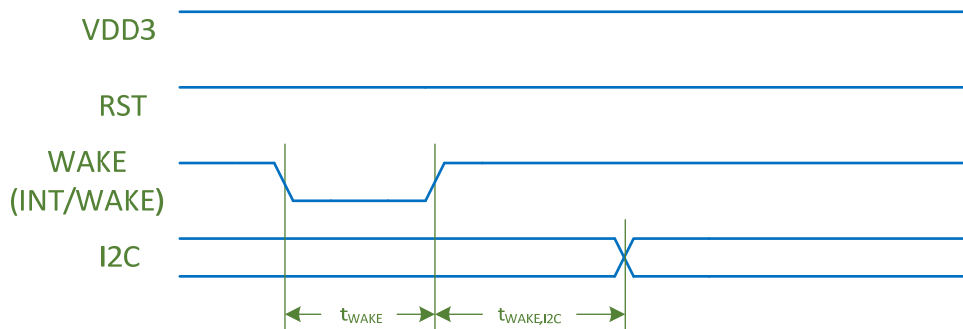 VDD3
RST
WAKE
(INT/WAKE)
I2C
tWAKE
tWAKE,I2C